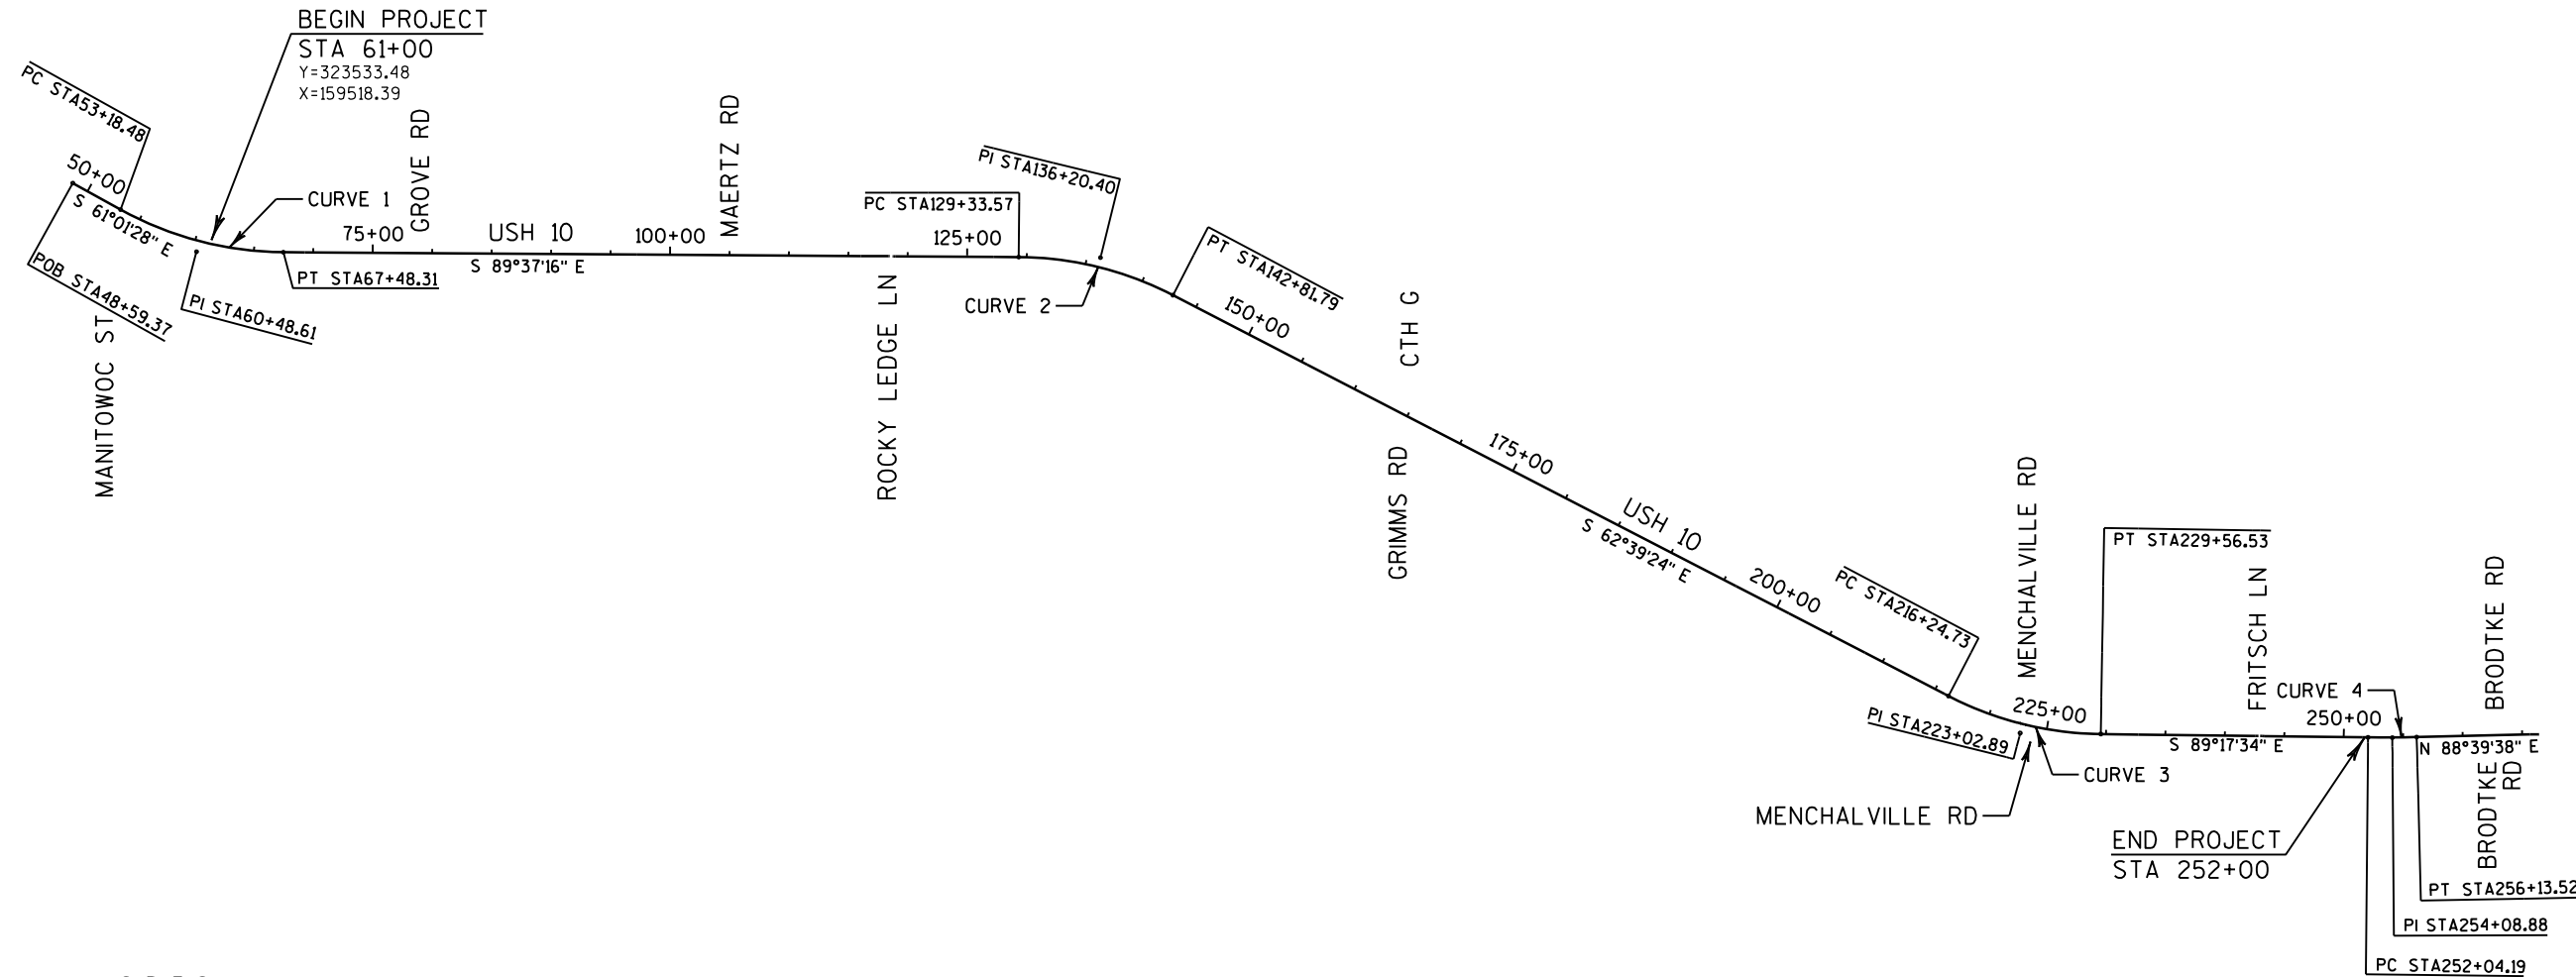 BEGIN PROJECT
STA 61+00
Y=323533.48
X=159518.39
PC STA53+18.48
50+00
S 61°01'28" E
POB STA48+59.37
MANITOWOC ST
PI STA60+48.61
CURVE 1
PT STA67+48.31
75+00
GROVE RD
USH 10
S 89°37'16" E
100+00
MAERTZ RD
ROCKY LEDGE LN
PC STA129+33.57
125+00
PI STA136+20.40
CURVE 2
PT STA142+81.79
150+00
CTH G
GRIMMS RD
175+00
USH 10
S 62°39'24" E
200+00
PC STA216+24.73
MENCHALVILLE RD
225+00
PI STA223+02.89
MENCHALVILLE RD
CURVE 3
PT STA229+56.53
S 89°17'34" E
FRITSCH LN
250+00
CURVE 4
BRODTKE RD
N 88°39'38" E
BRODTKE
RD
END PROJECT
STA 252+00
PT STA256+13.52
PI STA254+08.88
PC STA252+04.19